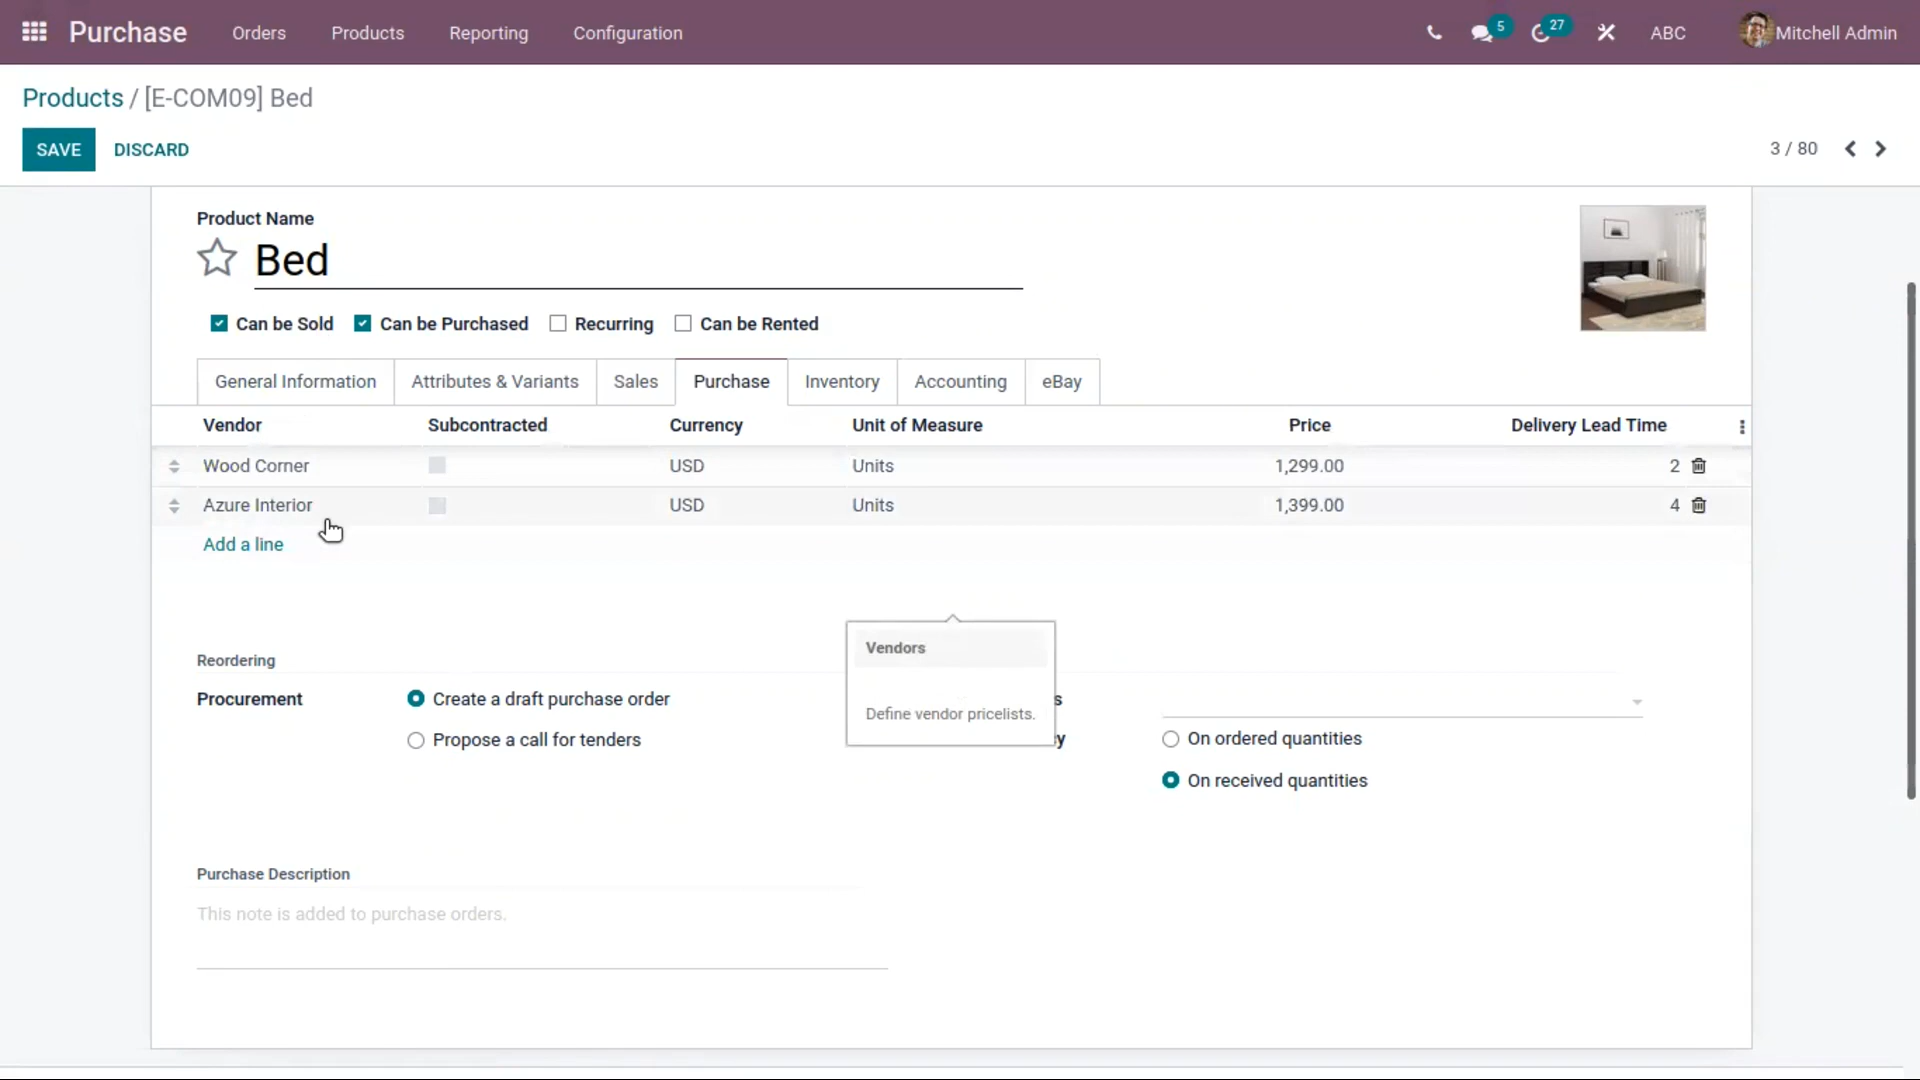 Purchase Orders Products Reporting Configuration 5 27 ABC Mitchell Admin
Products / [E-COM09] Bed
SAVE DISCARD 3 / 80
Product Name
Bed
Can be Sold Can be Purchased Recurring Can be Rented
General Information Attributes & Variants Sales Purchase Inventory Accounting eBay
Vendor Subcontracted Currency Unit of Measure Price Delivery Lead Time
Wood Corner USD Units 1,299.00 2
Azure Interior USD Units 1,399.00 4
Add a line
Vendors
Reordering
Procurement Create a draft purchase order s
Define vendor pricelists.
Propose a call for tenders y On ordered quantities
On received quantities
Purchase Description
This note is added to purchase orders.